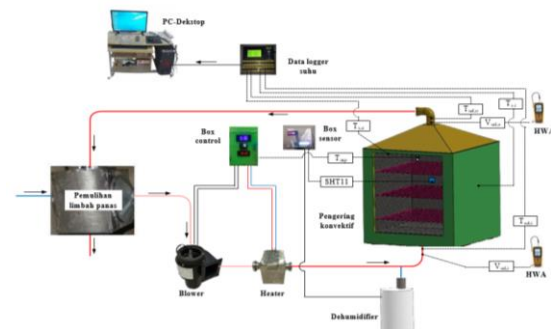 PC-Dekstop
Data logger
suhu
Box
control
Box
sensor
HWA
SHT11
Pemulihan
limbah panas
Pengering
konvektif
Blower
Heater
Dehumidifier
HWA